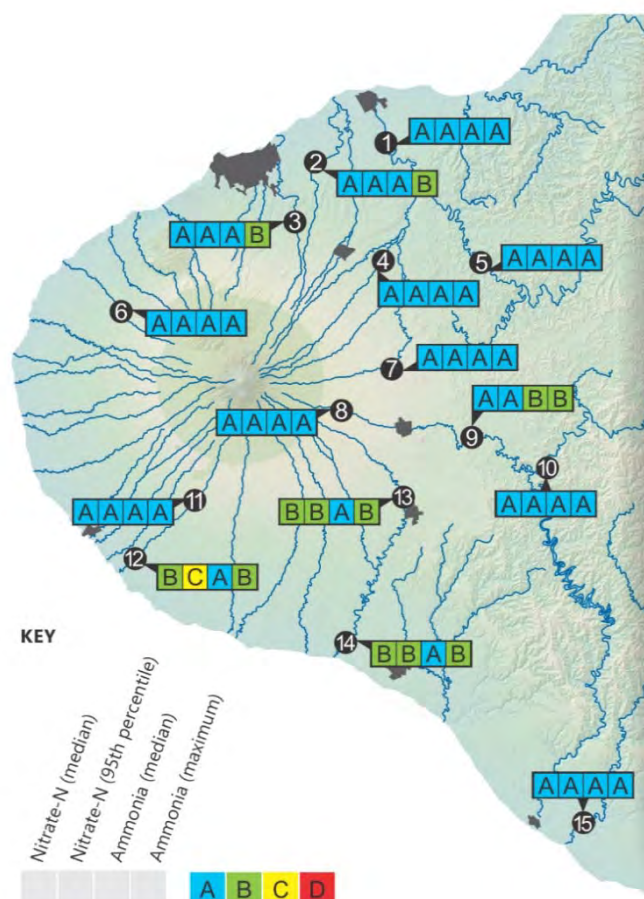 1 AAAA
2 AAAB
3 AAAB
4 AAAA
5 AAAA
6 AAAA
7 AAAA
AABB
9
8 AAAA
10
AAAA
11 AAAA
13 BBAB
12 BCAB
14 BBAB
KEY
Nitrate-N (median)
Nitrate-N (95th percentile)
Ammonia (median)
Ammonia (maximum)
AAAA
15
A B C D